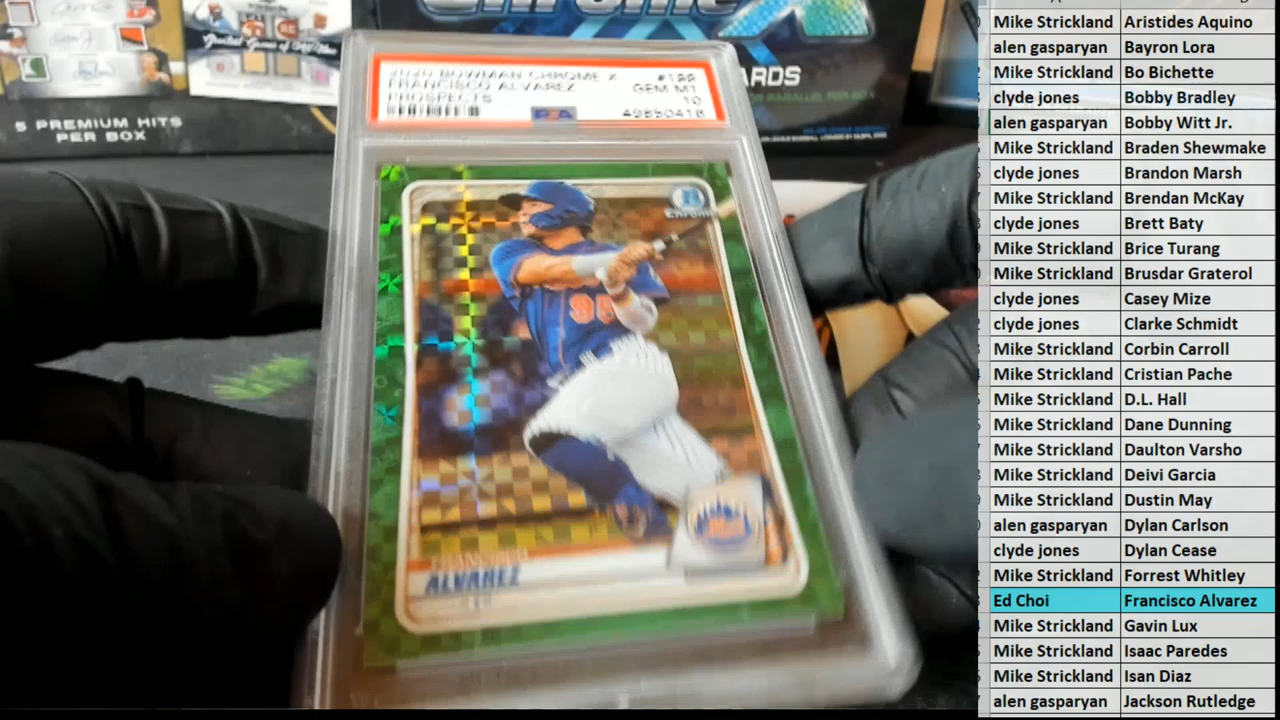 5 PREMIUM HITS
PER BOX
2020 BOWMAN CHROME X
FRANCISCO ALVAREZ
PROSPECTS
#188
GEM MT
10
PSA
49850418
Chrome
35
FRANCISCO
ALVAREZ
Mike Strickland Aristides Aquino
alen gasparyan Bayron Lora
Mike Strickland Bo Bichette
clyde jones Bobby Bradley
alen gasparyan Bobby Witt Jr.
Mike Strickland Braden Shewmake
clyde jones Brandon Marsh
Mike Strickland Brendan McKay
clyde jones Brett Baty
Mike Strickland Brice Turang
Mike Strickland Brusdar Graterol
clyde jones Casey Mize
clyde jones Clarke Schmidt
Mike Strickland Corbin Carroll
Mike Strickland Cristian Pache
Mike Strickland D.L. Hall
Mike Strickland Dane Dunning
Mike Strickland Daulton Varsho
Mike Strickland Deivi Garcia
Mike Strickland Dustin May
alen gasparyan Dylan Carlson
clyde jones Dylan Cease
Mike Strickland Forrest Whitley
Ed Choi Francisco Alvarez
Mike Strickland Gavin Lux
Mike Strickland Isaac Paredes
Mike Strickland Isan Diaz
alen gasparyan Jackson Rutledge